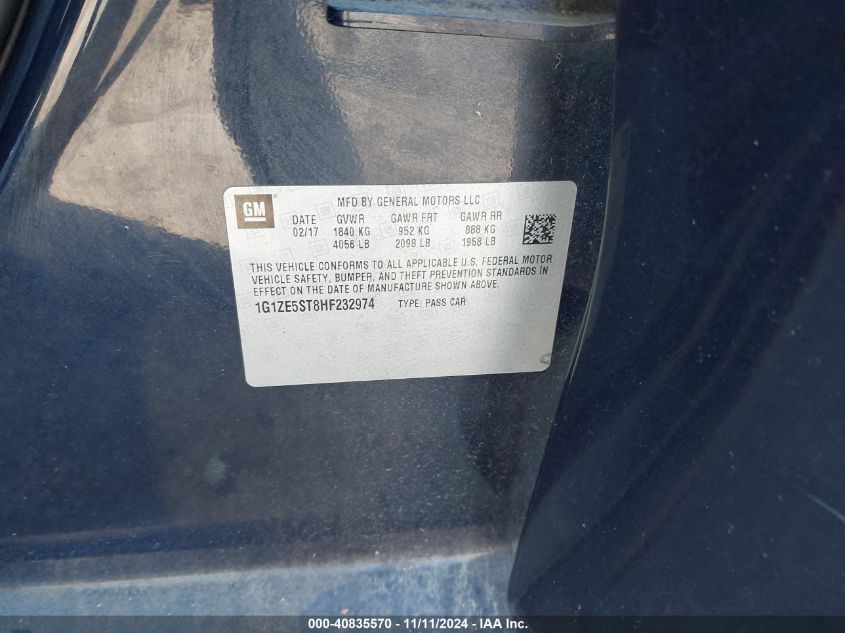 GM
MFD BY GENERAL MOTORS LLC
DATE GVWR GAWR FRT GAWR RR
02/17 1840 KG 952 KG 888 KG
4056 LB 2098 LB 1958 LB
THIS VEHICLE CONFORMS TO ALL APPLICABLE U.S. FEDERAL MOTOR
VEHICLE SAFETY, BUMPER, AND THEFT PREVENTION STANDARDS IN
EFFECT ON THE DATE OF MANUFACTURE SHOWN ABOVE.
1G1ZE5ST8HF232974 TYPE: PASS CAR
000-40835570 - 11/11/2024 - IAA Inc.